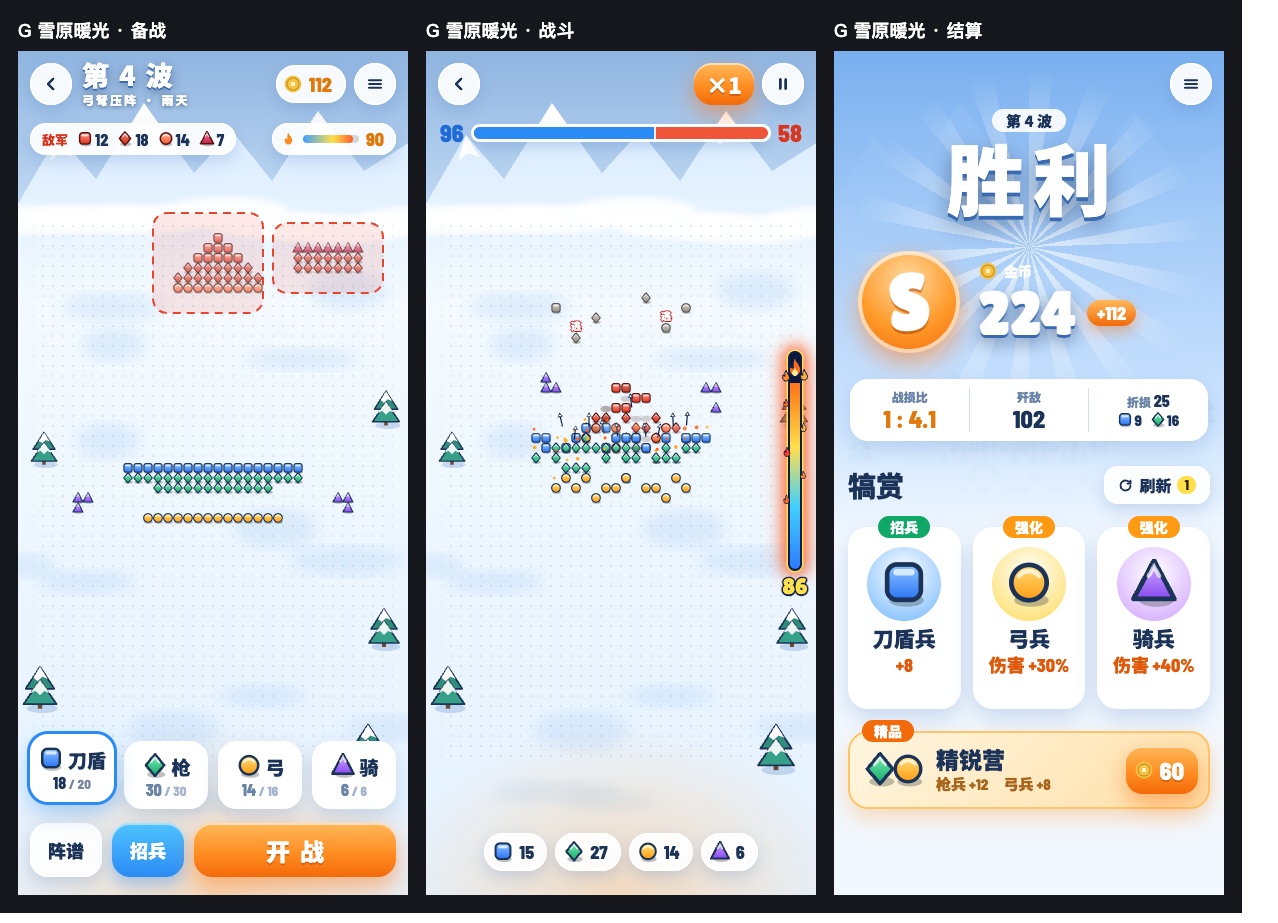 G 雪原暖光 · 备战
第 4 波
弓弩压阵 · 雨天
112
敌军 12 18 14 7
90
刀盾
18 / 20
枪
30 / 30
弓
14 / 16
骑
6 / 6
阵谱
招兵
开 战
G 雪原暖光 · 战斗
×1
96
58
86
15
27
14
6
G 雪原暖光 · 结算
第 4 波
胜利
S
金币
224
+112
战损比
1 : 4.1
歼敌
102
折损 25
9 16
犒赏
刷新 1
招兵
刀盾兵
+8
强化
弓兵
伤害 +30%
强化
骑兵
伤害 +40%
精品
精锐营
枪兵 +12 弓兵 +8
60